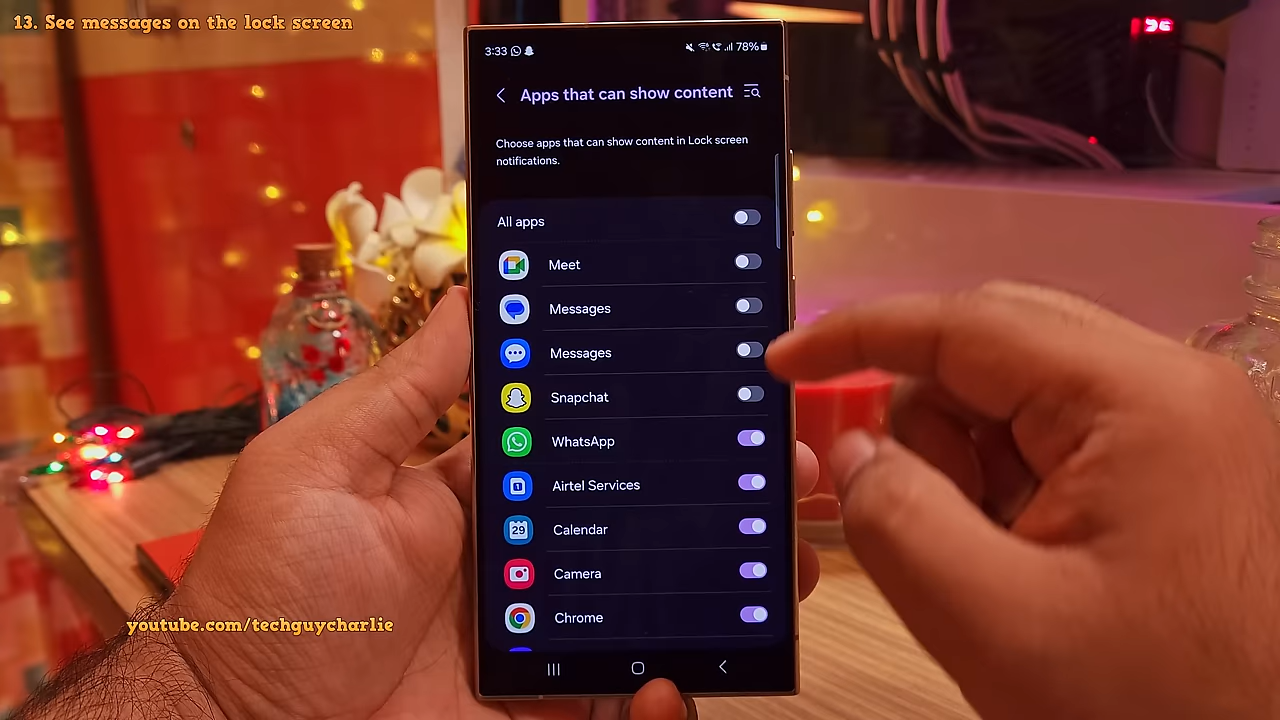 13. See messages on the lock screen
3:33
78%
Apps that can show content
Choose apps that can show content in Lock screen
notifications.
All apps
Meet
Messages
Messages
Snapchat
WhatsApp
Airtel Services
29
Calendar
Camera
Chrome
youtube.com/techguycharlie